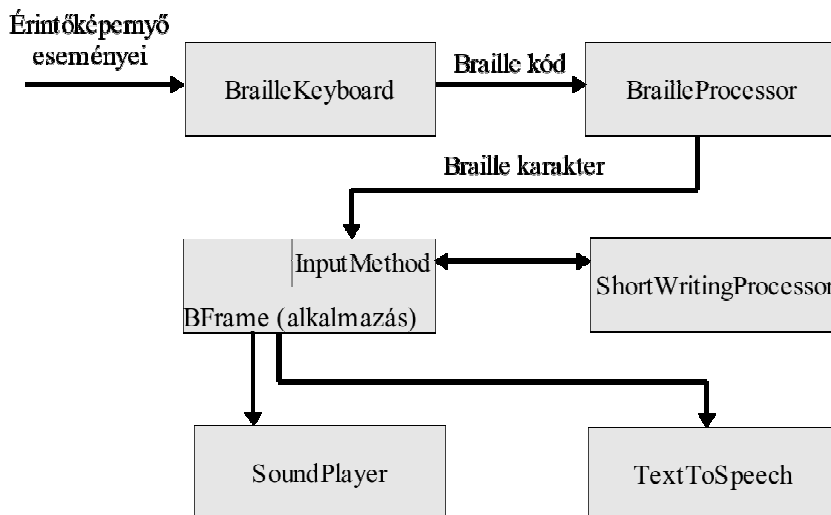 Érintőképernyő
eseményei
BrailleKeyboard
Braille kód
BrailleProcessor
Braille karakter
InputMethod
BFrame (alkalmazás)
ShortWritingProcessor
SoundPlayer
TextToSpeech